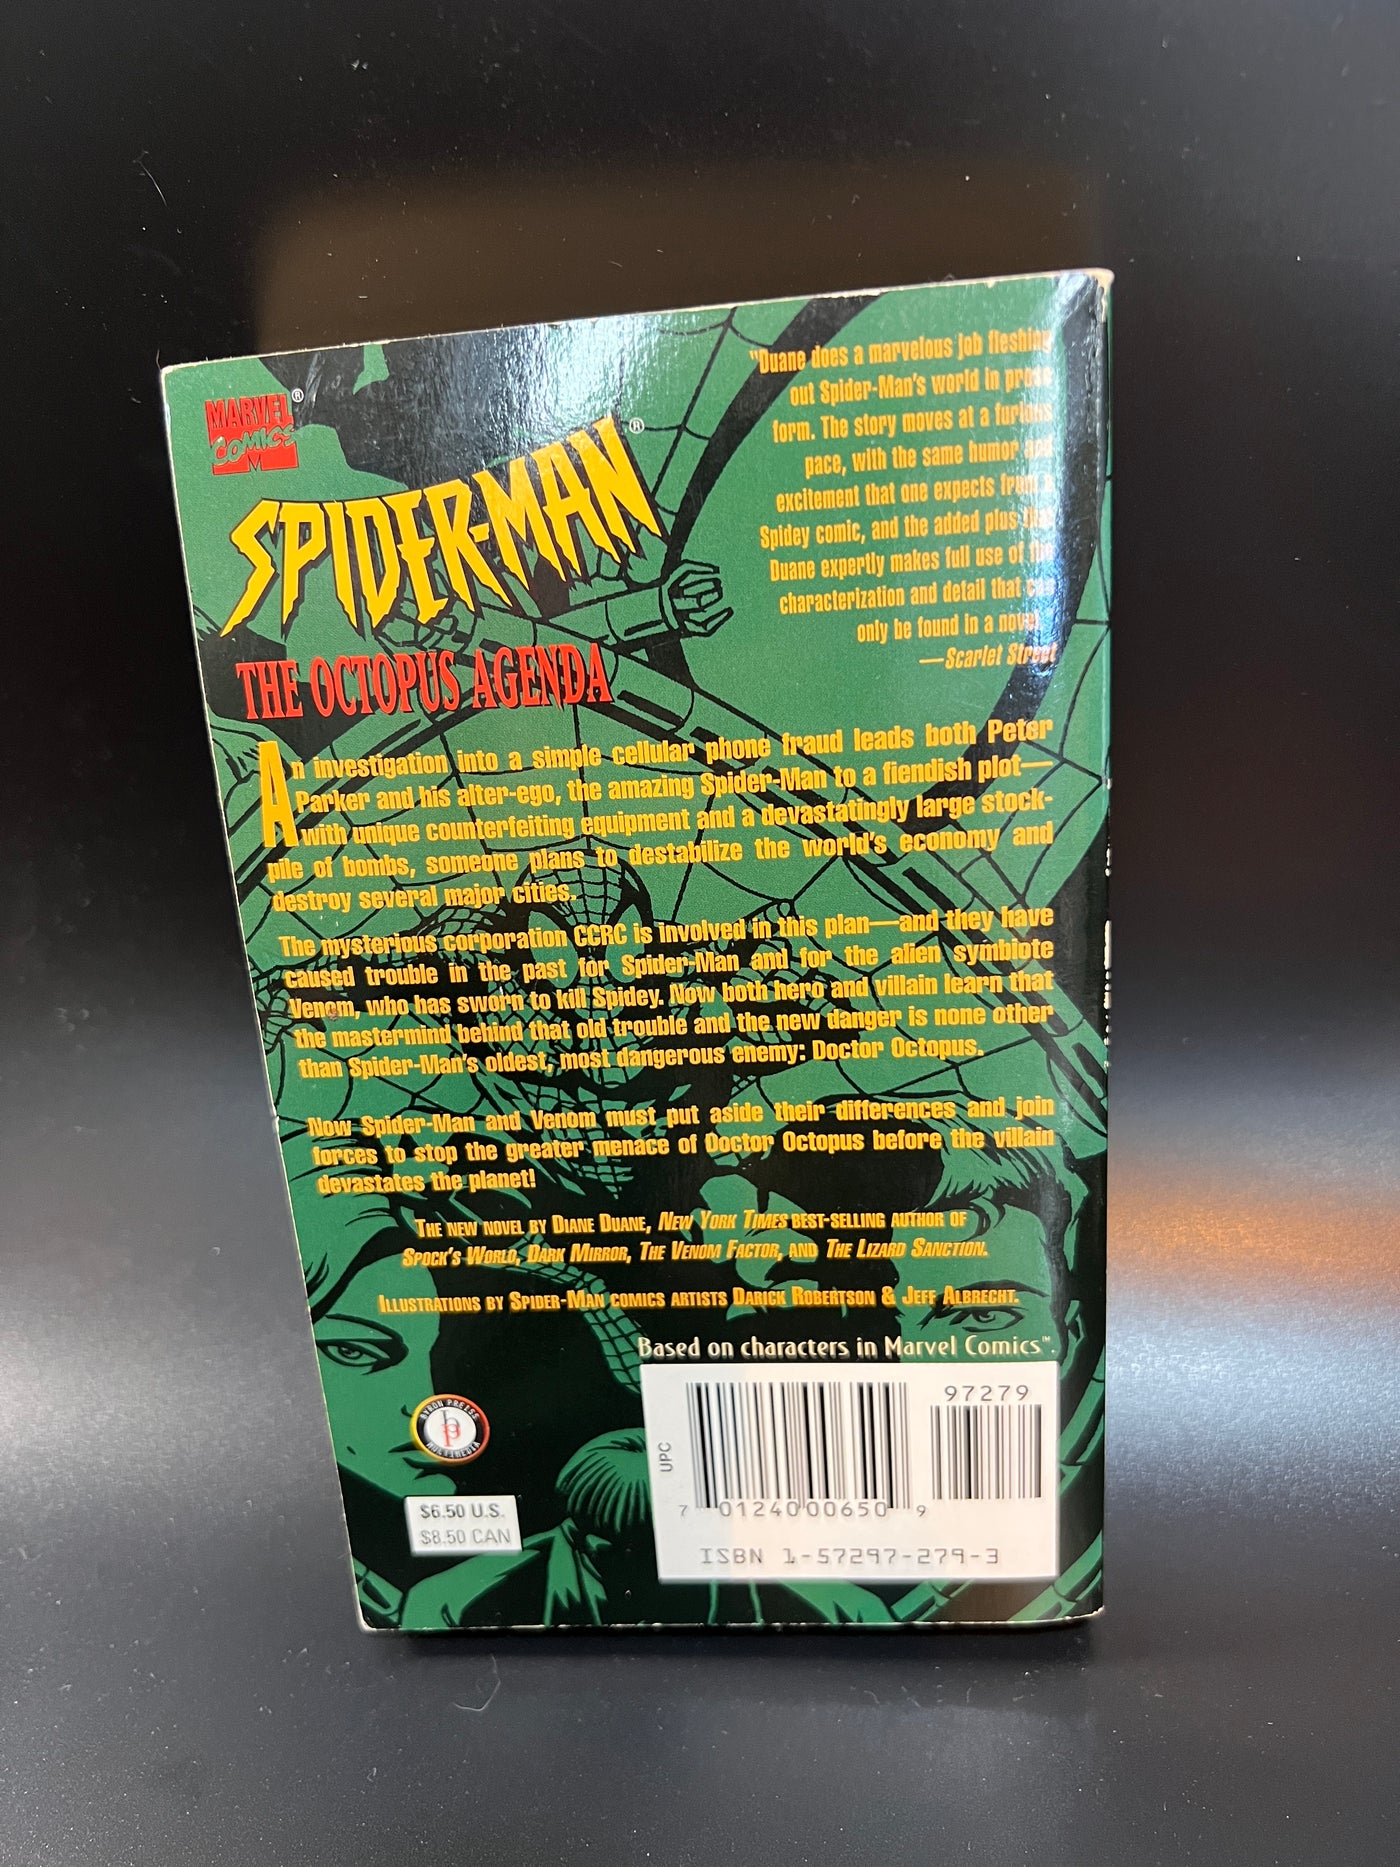 MARVEL ®
COMICS
SPIDER-MAN ®
THE OCTOPUS AGENDA
"Duane does a marvelous job fleshing
out Spider-Man's world in prose
form. The story moves at a furious
pace, with the same humor and
excitement that one expects from a
Spidey comic, and the added plus that
Duane expertly makes full use of the
characterization and detail that can
only be found in a novel
—Scarlet Street
An investigation into a simple cellular phone fraud leads both Peter
Parker and his alter-ego, the amazing Spider-Man to a fiendish plot—
with unique counterfeiting equipment and a devastatingly large stock-
pile of bombs, someone plans to destabilize the world's economy and
destroy several major cities.
The mysterious corporation CCRC is involved in this plan—and they have
caused trouble in the past for Spider-Man and for the alien symbiote
Venom, who has sworn to kill Spidey. Now both hero and villain learn that
the mastermind behind that old trouble and the new danger is none other
than Spider-Man's oldest, most dangerous enemy: Doctor Octopus.
Now Spider-Man and Venom must put aside their differences and join
forces to stop the greater menace of Doctor Octopus before the villain
devastates the planet!
THE NEW NOVEL BY DIANE DUANE, NEW YORK TIMES BEST-SELLING AUTHOR OF
SPOCK'S WORLD, DARK MIRROR, THE VENOM FACTOR, AND THE LIZARD SANCTION.
ILLUSTRATIONS BY SPIDER-MAN COMICS ARTISTS DARICK ROBERTSON & JEFF ALBRECHT.
Based on characters in Marvel Comics™.
BYRON PREISS
bp
MULTIMEDIA
$6.50 U.S.
$8.50 CAN
97279
UPC
7 01240 00650 9
ISBN 1-57297-279-3